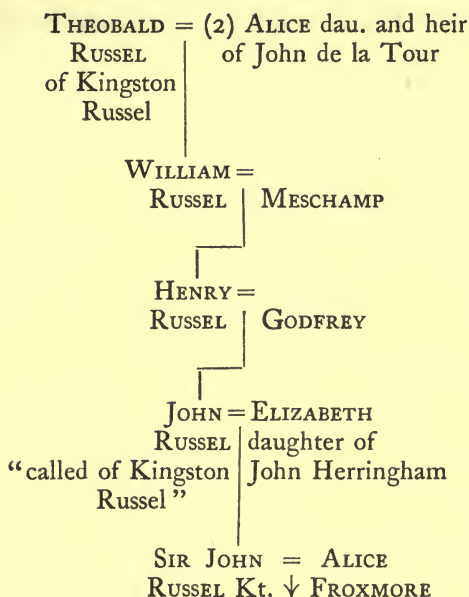 THEOBALD = (2) ALICE dau. and heir
RUSSEL of John de la Tour
of Kingston
Russel
WILLIAM =
RUSSEL MESCHAMP
HENRY =
RUSSEL GODFREY
JOHN = ELIZABETH
RUSSEL daughter of
“called of Kingston John Herringham
Russel”
SIR JOHN = ALICE
RUSSEL Kt. FROXMORE